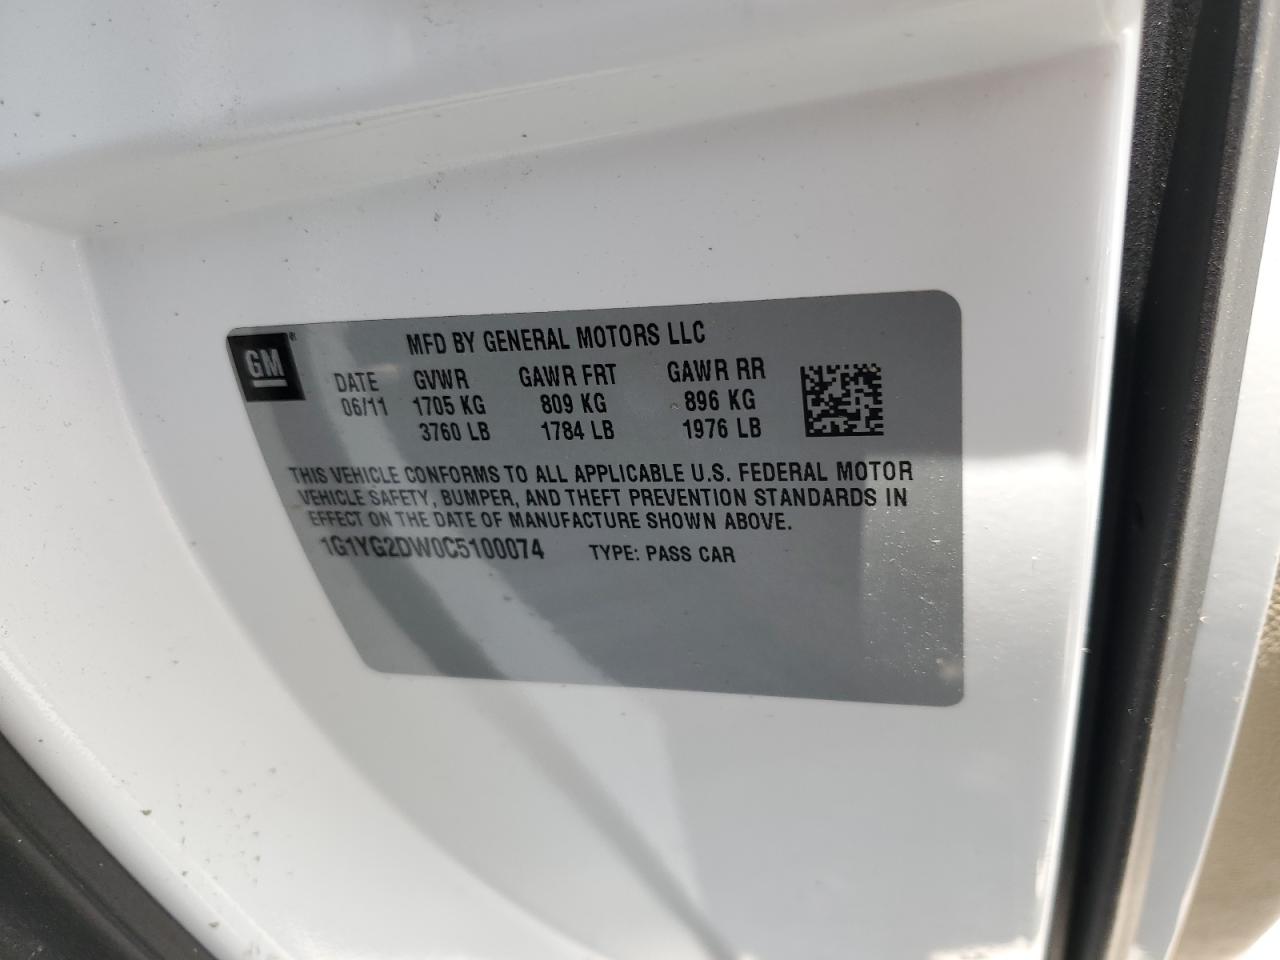 GM®
MFD BY GENERAL MOTORS LLC
DATE GVWR GAWR FRT GAWR RR
06/11 1705 KG 809 KG 896 KG
3760 LB 1784 LB 1976 LB
THIS VEHICLE CONFORMS TO ALL APPLICABLE U.S. FEDERAL MOTOR
VEHICLE SAFETY, BUMPER, AND THEFT PREVENTION STANDARDS IN
EFFECT ON THE DATE OF MANUFACTURE SHOWN ABOVE.
1G1YG2DW0C5100074 TYPE: PASS CAR